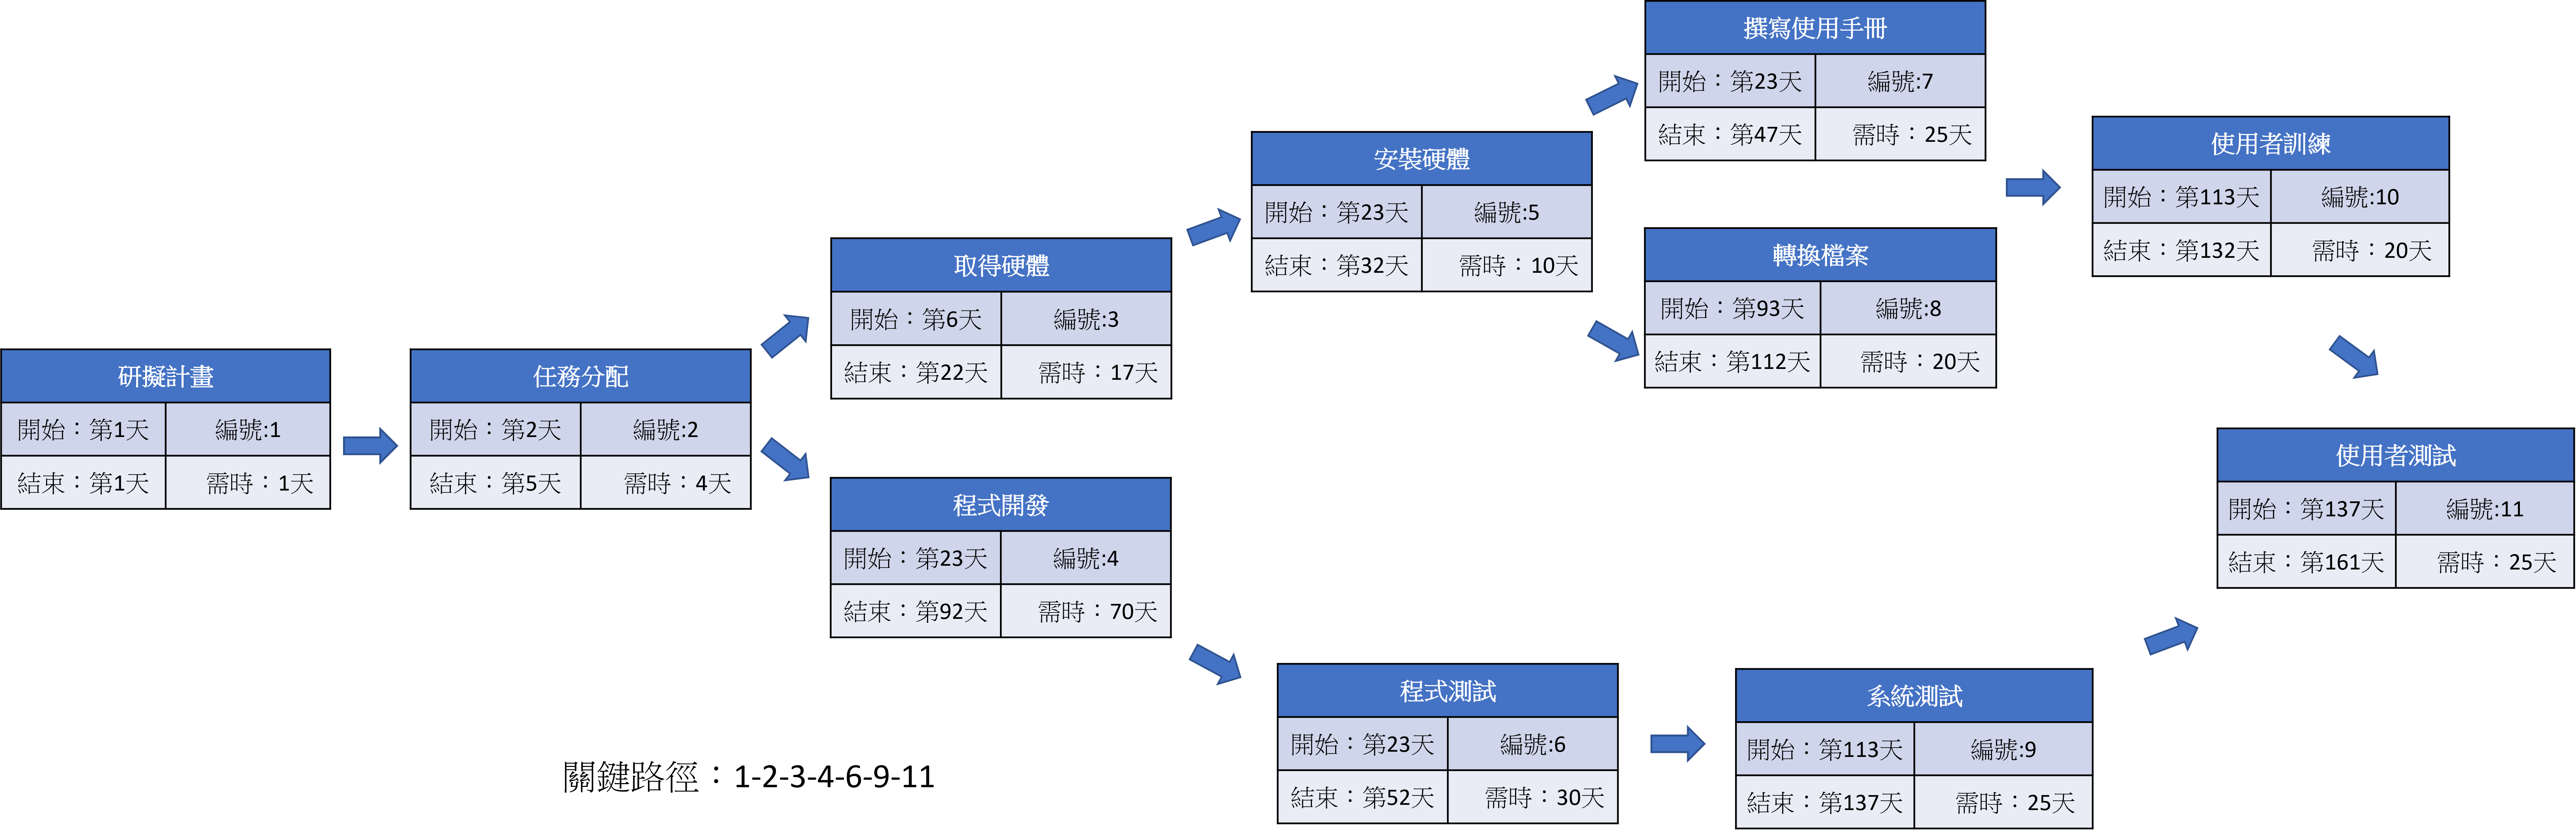 撰寫使用手冊
開始：第23天 編號:7
結束：第47天 需時：25天
使用者訓練
開始：第113天 編號:10
結束：第132天 需時：20天
安裝硬體
開始：第23天 編號:5
結束：第32天 需時：10天
轉換檔案
開始：第93天 編號:8
結束：第112天 需時：20天
取得硬體
開始：第6天 編號:3
結束：第22天 需時：17天
研擬計畫
開始：第1天 編號:1
結束：第1天 需時：1天
任務分配
開始：第2天 編號:2
結束：第5天 需時：4天
使用者測試
開始：第137天 編號:11
結束：第161天 需時：25天
程式開發
開始：第23天 編號:4
結束：第92天 需時：70天
程式測試
開始：第23天 編號:6
結束：第52天 需時：30天
系統測試
開始：第113天 編號:9
結束：第137天 需時：25天
關鍵路徑：1-2-3-4-6-9-11